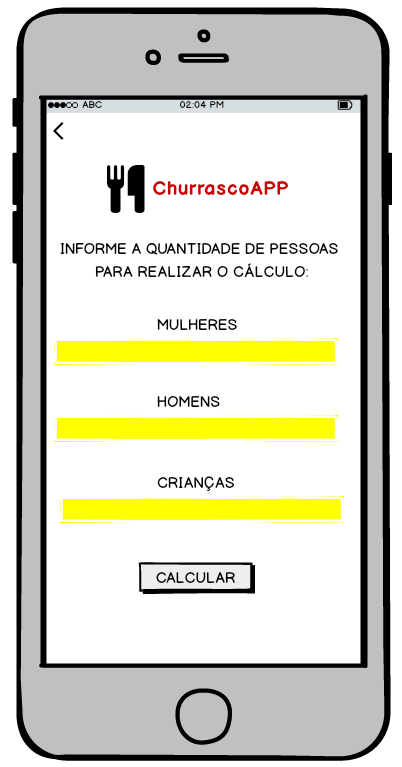 ABC 02:04 PM
ChurrascoAPP
INFORME A QUANTIDADE DE PESSOAS
PARA REALIZAR O CÁLCULO:
MULHERES
HOMENS
CRIANÇAS
CALCULAR